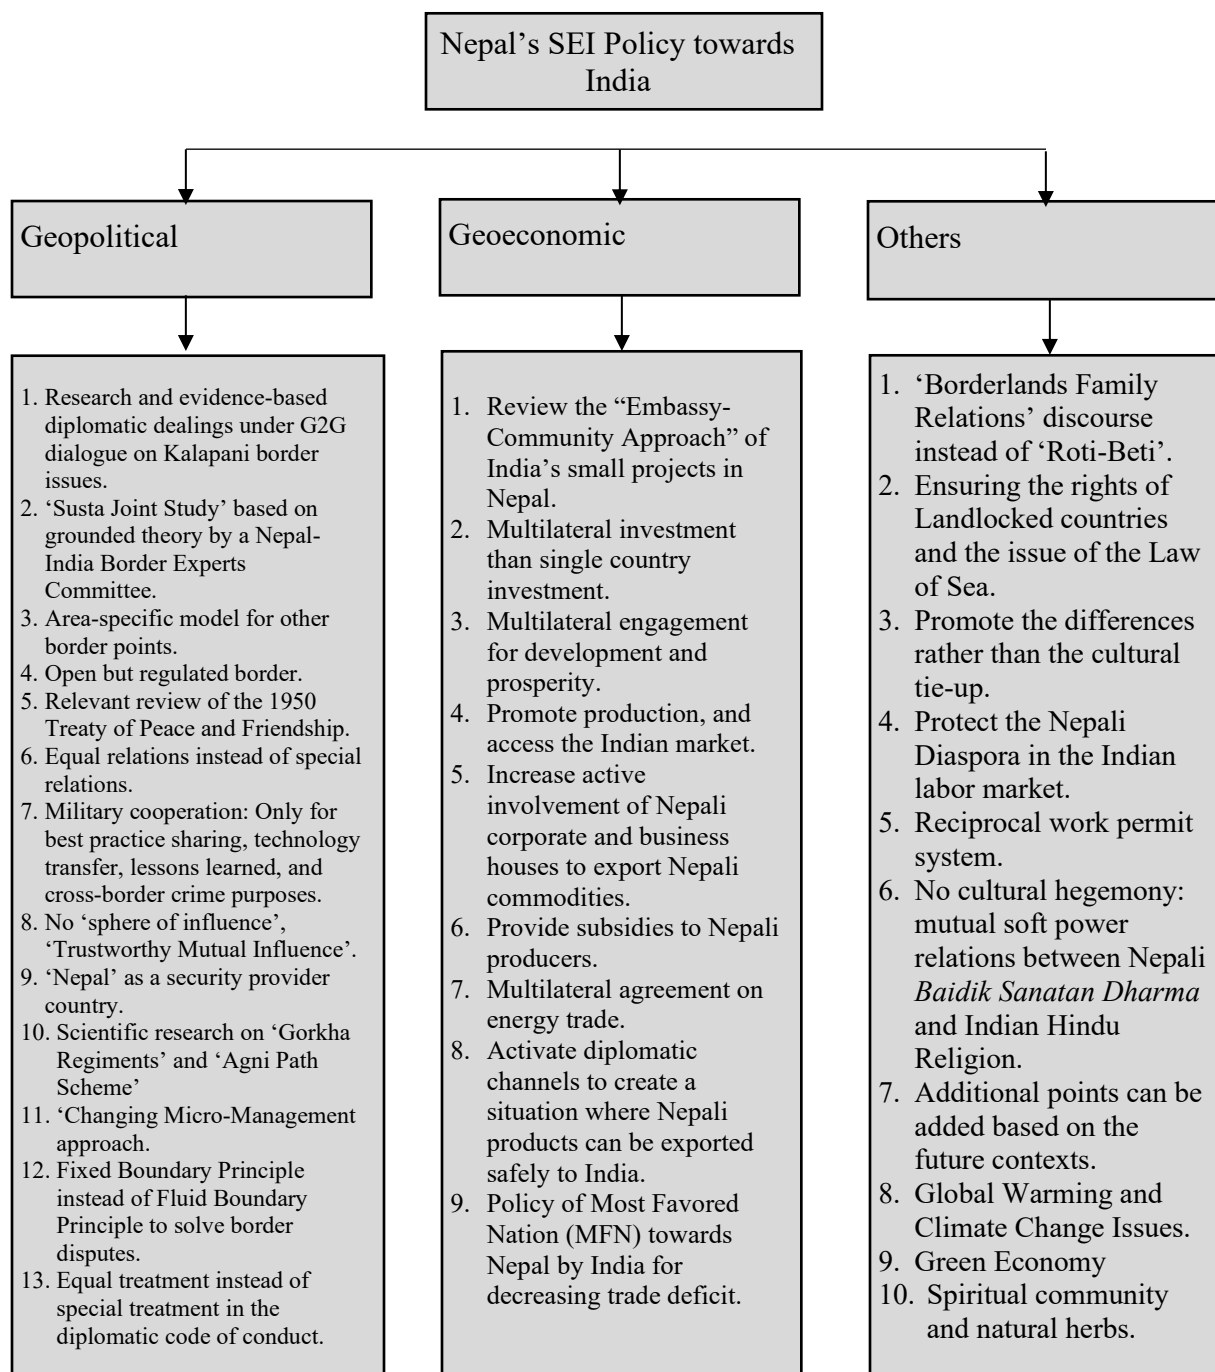 Nepal’s SEI Policy towards
India
Geopolitical
Geoeconomic
Others
1. Research and evidence-based
diplomatic dealings under G2G
dialogue on Kalapani border
issues.
2. ‘Susta Joint Study’ based on
grounded theory by a Nepal-
India Border Experts
Committee.
3. Area-specific model for other
border points.
4. Open but regulated border.
5. Relevant review of the 1950
Treaty of Peace and Friendship.
6. Equal relations instead of special
relations.
7. Military cooperation: Only for
best practice sharing, technology
transfer, lessons learned, and
cross-border crime purposes.
8. No ‘sphere of influence’,
‘Trustworthy Mutual Influence’.
9. ‘Nepal’ as a security provider
country.
10. Scientific research on ‘Gorkha
Regiments’ and ‘Agni Path
Scheme’
11. ‘Changing Micro-Management
approach.
12. Fixed Boundary Principle
instead of Fluid Boundary
Principle to solve border
disputes.
13. Equal treatment instead of
special treatment in the
diplomatic code of conduct.
1. Review the “Embassy-
Community Approach” of
India’s small projects in
Nepal.
2. Multilateral investment
than single country
investment.
3. Multilateral engagement
for development and
prosperity.
4. Promote production, and
access the Indian market.
5. Increase active
involvement of Nepali
corporate and business
houses to export Nepali
commodities.
6. Provide subsidies to Nepali
producers.
7. Multilateral agreement on
energy trade.
8. Activate diplomatic
channels to create a
situation where Nepali
products can be exported
safely to India.
9. Policy of Most Favored
Nation (MFN) towards
Nepal by India for
decreasing trade deficit.
1. ‘Borderlands Family
Relations’ discourse
instead of ‘Roti-Beti’.
2. Ensuring the rights of
Landlocked countries
and the issue of the Law
of Sea.
3. Promote the differences
rather than the cultural
tie-up.
4. Protect the Nepali
Diaspora in the Indian
labor market.
5. Reciprocal work permit
system.
6. No cultural hegemony:
mutual soft power
relations between Nepali
Baidik Sanatan Dharma
and Indian Hindu
Religion.
7. Additional points can be
added based on the
future contexts.
8. Global Warming and
Climate Change Issues.
9. Green Economy
10. Spiritual community
and natural herbs.